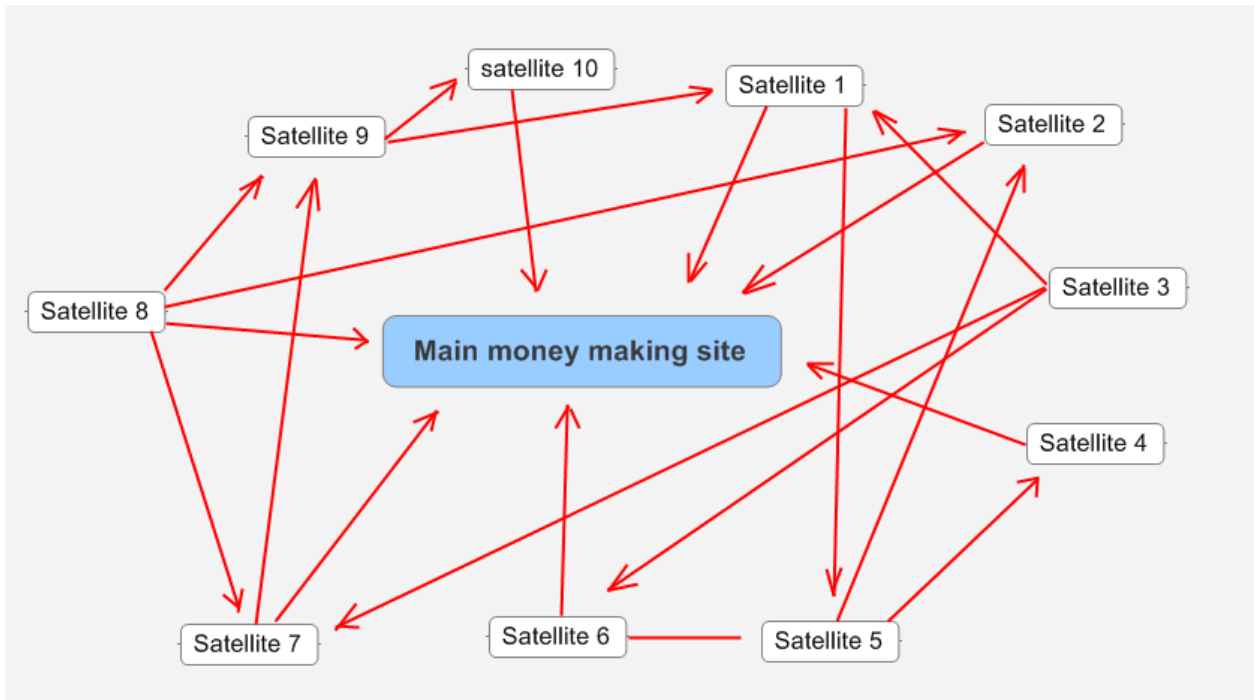 satellite 10
Satellite 1
Satellite 2
Satellite 9
Satellite 3
Satellite 8
Main money making site
Satellite 4
Satellite 7
Satellite 6
Satellite 5